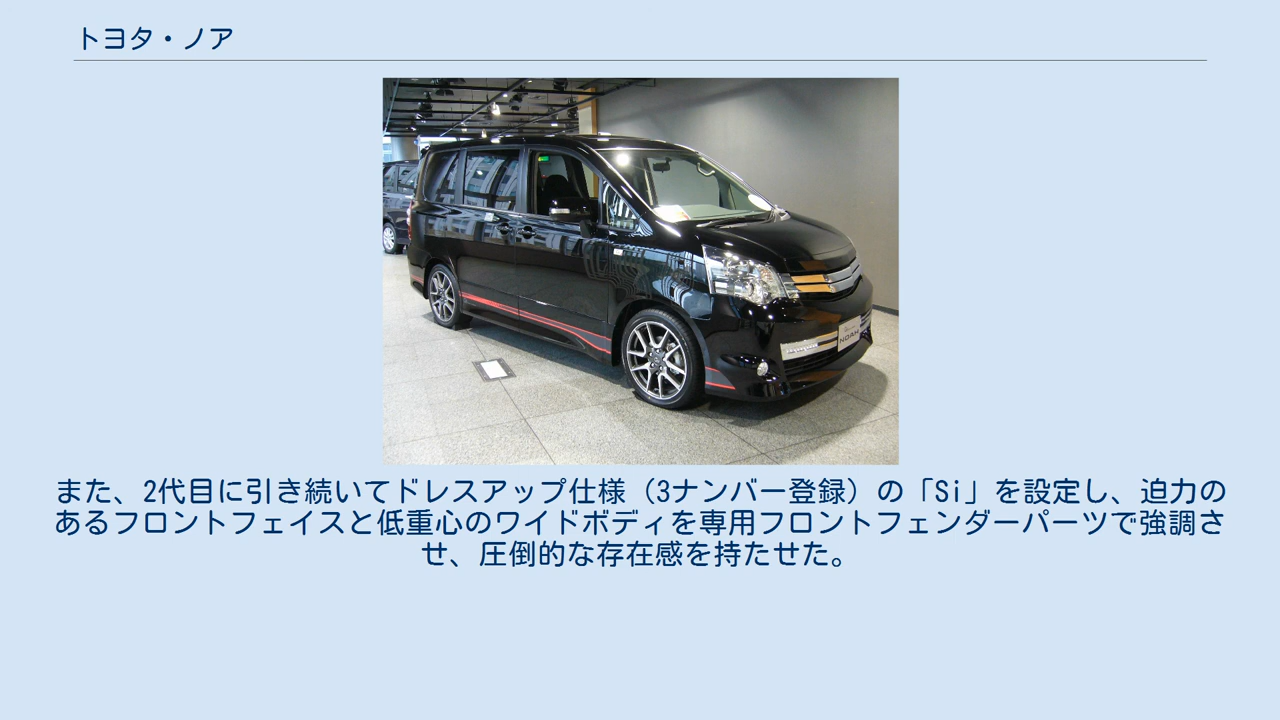 トヨタ・ノア
NOAH
また、2代目に引き続いてドレスアップ仕様（3ナンバー登録）の「Si」を設定し、迫力の
あるフロントフェイスと低重心のワイドボディを専用フロントフェンダーパーツで強調さ
せ、圧倒的な存在感を持たせた。